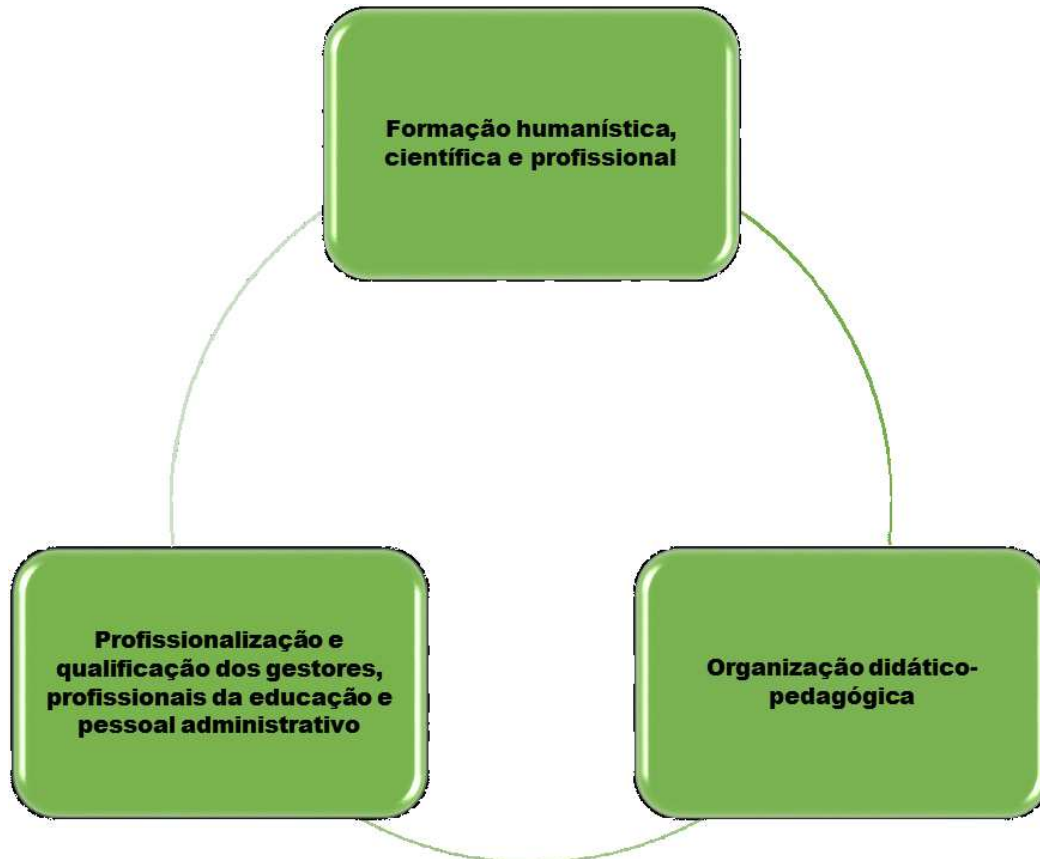 Formação humanística,
científica e profissional
Profissionalização e
qualificação dos gestores,
profissionais da educação e
pessoal administrativo
Organização didático-
pedagógica